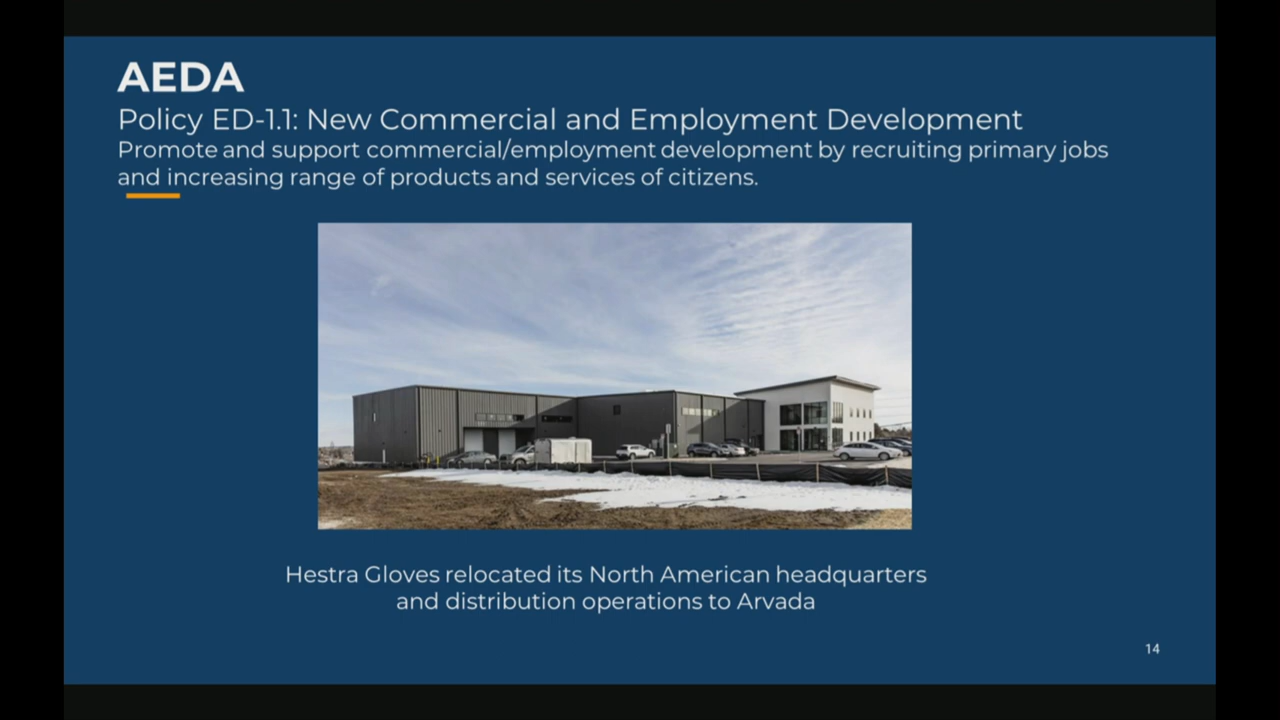 AEDA
Policy ED-1.1: New Commercial and Employment Development
Promote and support commercial/employment development by recruiting primary jobs
and increasing range of products and services of citizens.
Hestra Gloves relocated its North American headquarters
and distribution operations to Arvada
14